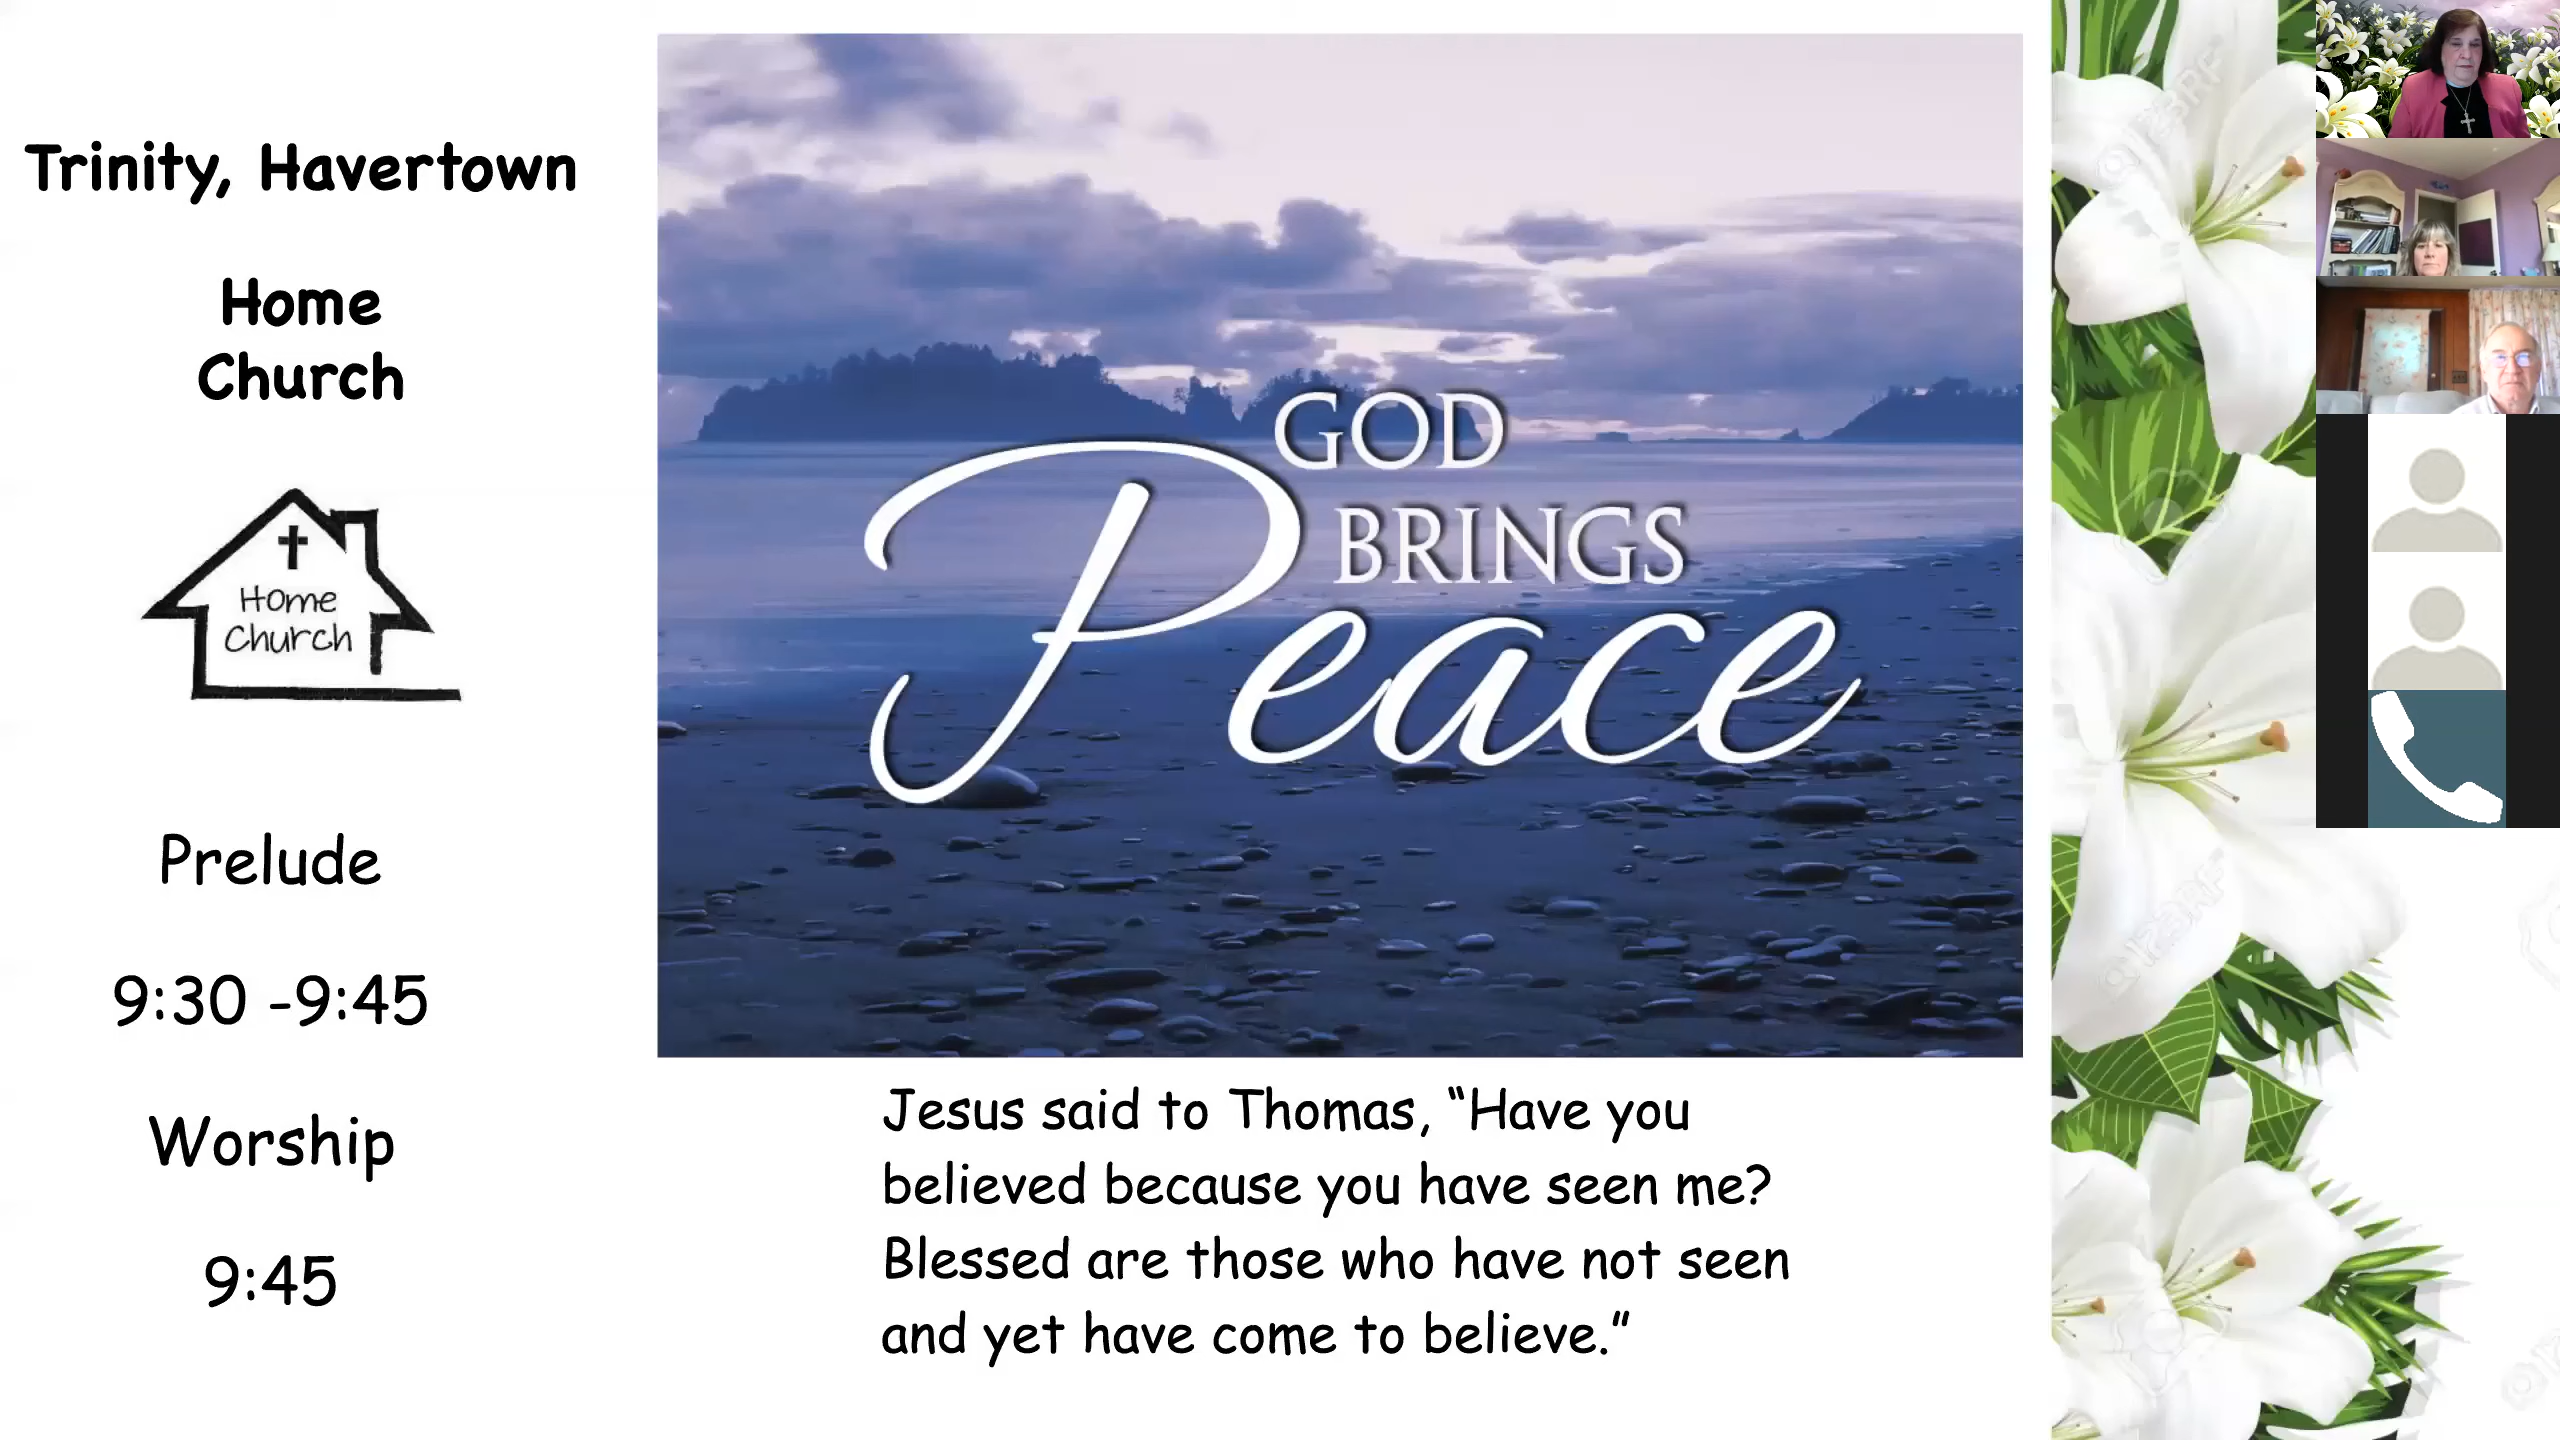 Trinity, Havertown
Home
Church
Home
Church
Prelude
9:30 -9:45
Worship
9:45
GOD
BRINGS
Peace
Jesus said to Thomas, “Have you
believed because you have seen me?
Blessed are those who have not seen
and yet have come to believe.”